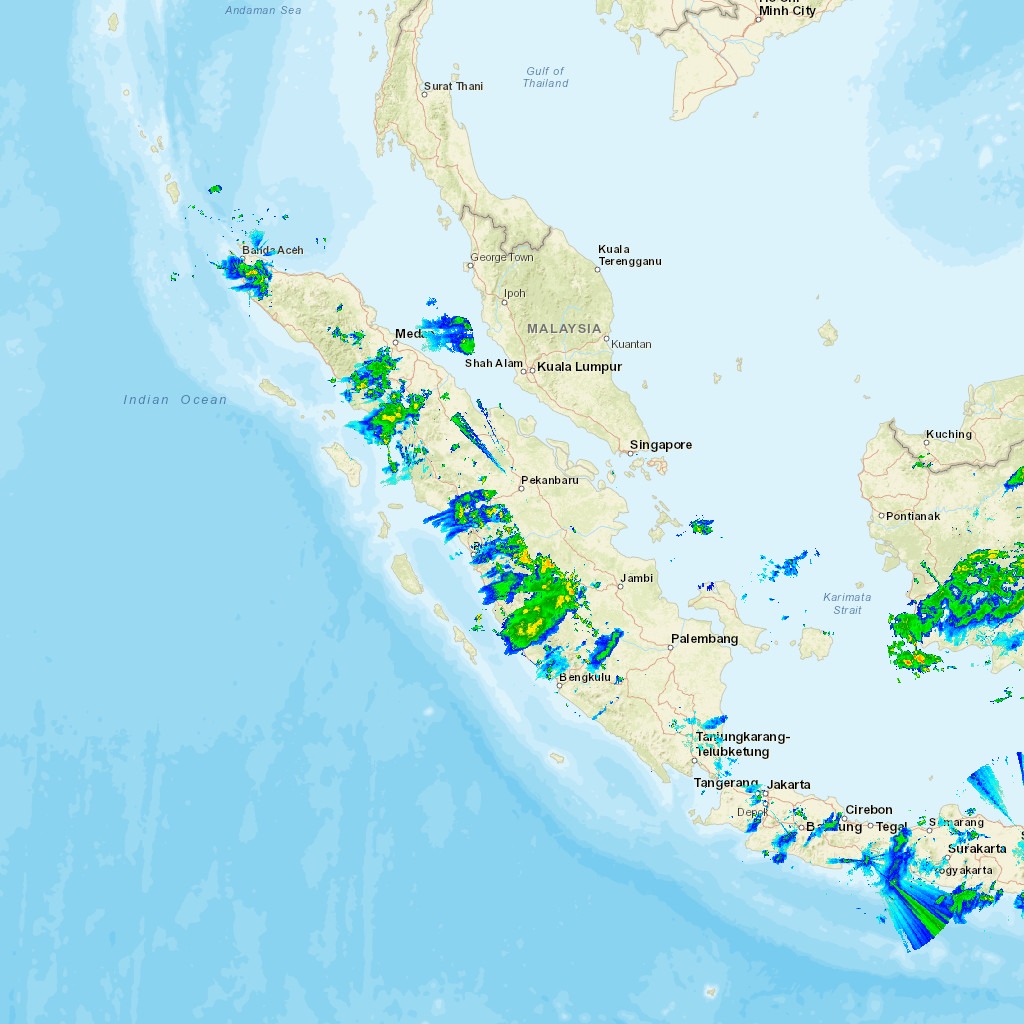 Andaman Sea
Minh City
Gulf of
Thailand
Surat Thani
Banda Aceh
George Town
Kuala
Terengganu
Ipoh
MALAYSIA
Kuantan
Shah Alam
Kuala Lumpur
Indian Ocean
Singapore
Kuching
Pekanbaru
Pontianak
Jambi
Karimata
Strait
Palembang
Bengkulu
Tanjungkarang-
Telubketung
Tangerang
Jakarta
Depok
Cirebon
Bandung
Tegal
Semarang
Surakarta
Yogyakarta